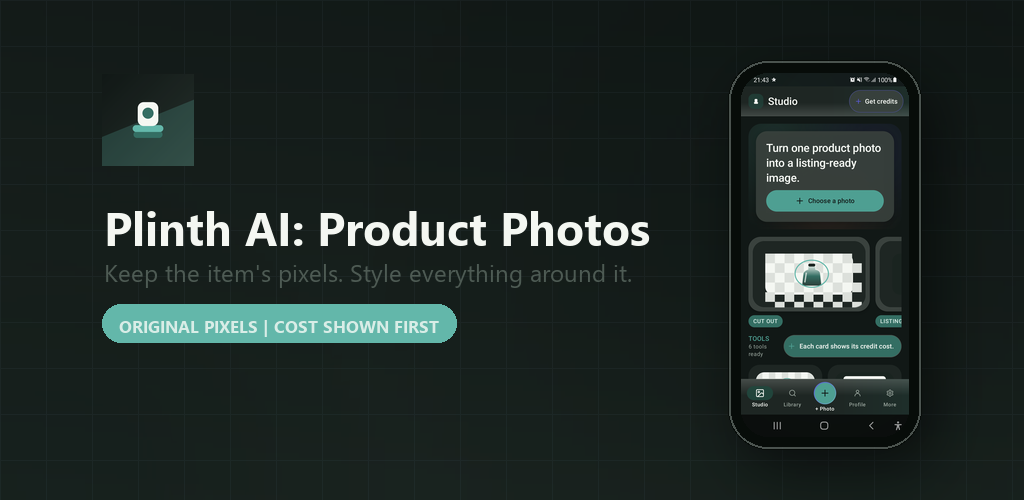 Plinth AI: Product Photos
Keep the item's pixels. Style everything around it.
ORIGINAL PIXELS | COST SHOWN FIRST
21:43
100%
Studio
+ Get credits
Turn one product photo
into a listing-ready
image.
+ Choose a photo
CUT OUT
LISTING
TOOLS
6 tools
ready
+ Each card shows its credit cost.
Studio
Library
+ Photo
Profile
More